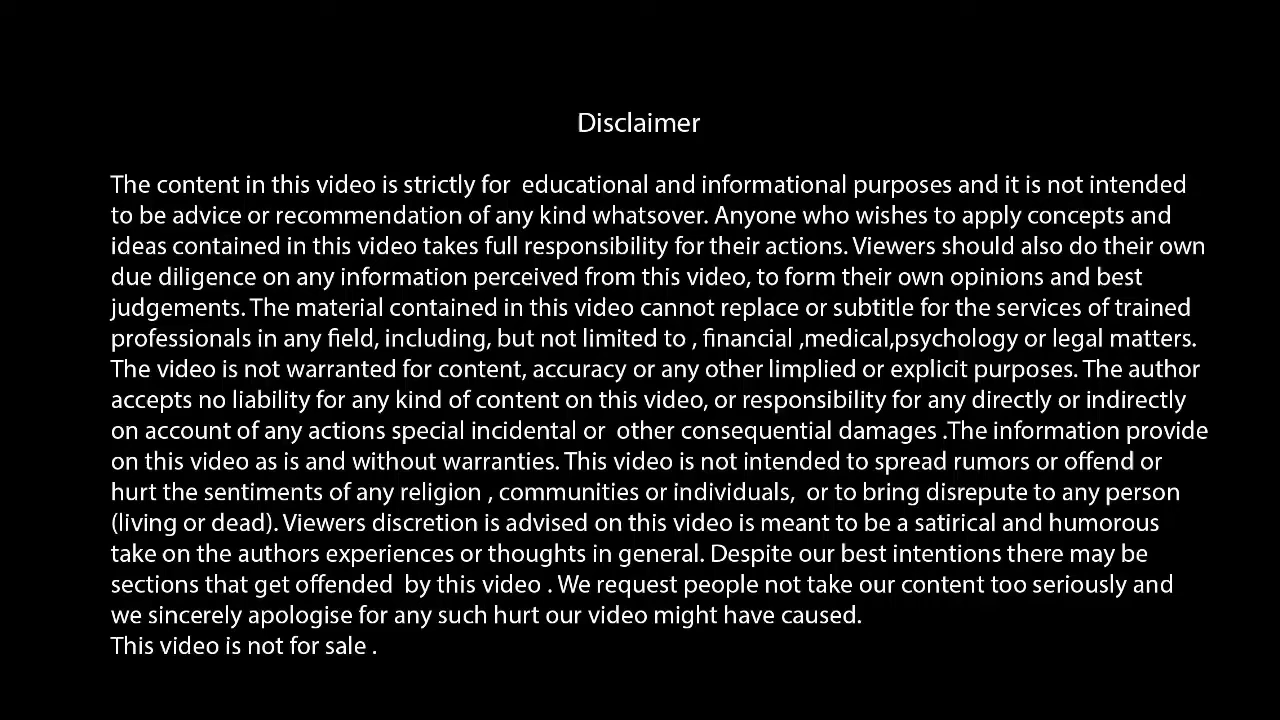 Disclaimer
The content in this video is strictly for  educational and informational purposes and it is not intended
to be advice or recommendation of any kind whatsover. Anyone who wishes to apply concepts and
ideas contained in this video takes full responsibility for their actions. Viewers should also do their own
due diligence on any information perceived from this video, to form their own opinions and best
judgements. The material contained in this video cannot replace or subtitle for the services of trained
professionals in any field, including, but not limited to , financial ,medical,psychology or legal matters.
The video is not warranted for content, accuracy or any other limplied or explicit purposes. The author
accepts no liability for any kind of content on this video, or responsibility for any directly or indirectly
on account of any actions special incidental or  other consequential damages .The information provide
on this video as is and without warranties. This video is not intended to spread rumors or offend or
hurt the sentiments of any religion , communities or individuals,  or to bring disrepute to any person
(living or dead). Viewers discretion is advised on this video is meant to be a satirical and humorous
take on the authors experiences or thoughts in general. Despite our best intentions there may be
sections that get offended  by this video . We request people not take our content too seriously and
we sincerely apologise for any such hurt our video might have caused.
This video is not for sale .